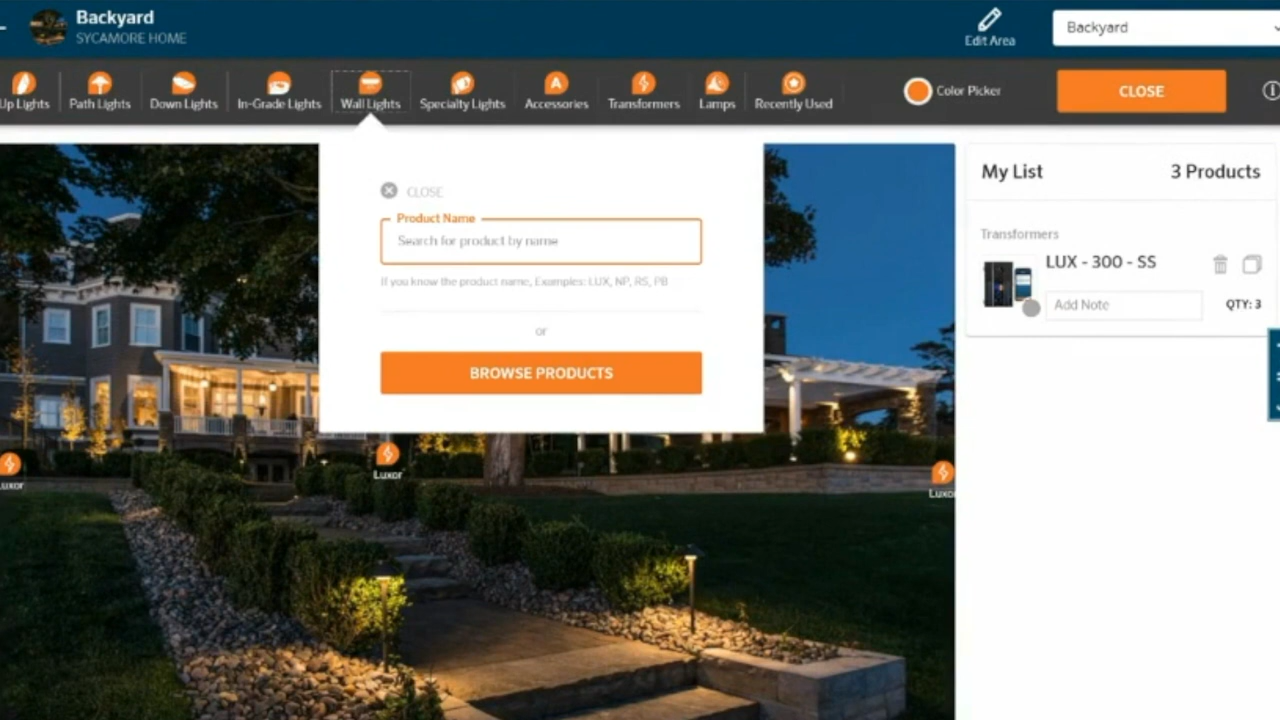 Backyard
SYCAMORE HOME
Edit Area
Backyard
Up Lights
Path Lights
Down Lights
In-Grade Lights
Wall Lights
Specialty Lights
Accessories
Transformers
Lamps
Recently Used
Color Picker
CLOSE
CLOSE
Product Name
Search for product by name
If you know the product name, Examples: LUX, NP, RS, PB
or
BROWSE PRODUCTS
My List
3 Products
Transformers
LUX - 300 - SS
Add Note
QTY: 3
Luxor
Luxor
Luxo